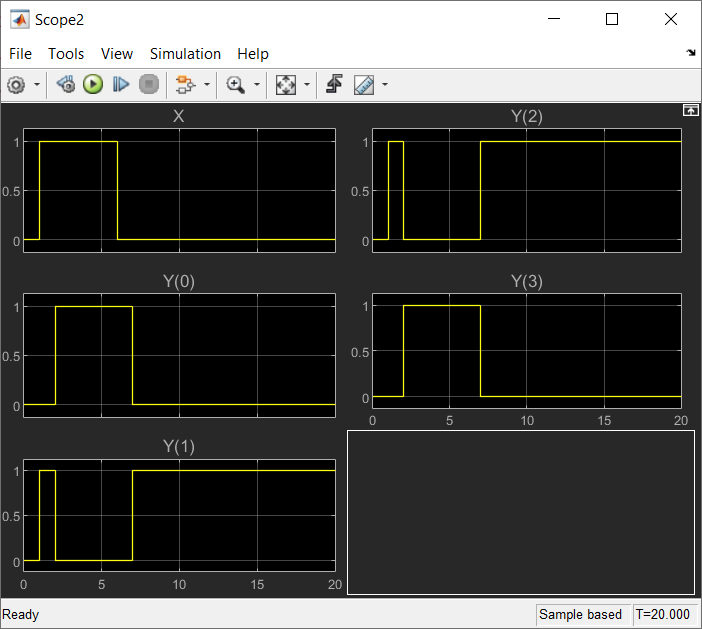 Scope2
File Tools View Simulation Help
X
1
0.5
0
Y(2)
1
0.5
0
Y(0)
1
0.5
0
Y(3)
1
0.5
0
0 5 10 15 20
Y(1)
1
0.5
0
0 5 10 15 20
Ready
Sample based
T=20.000